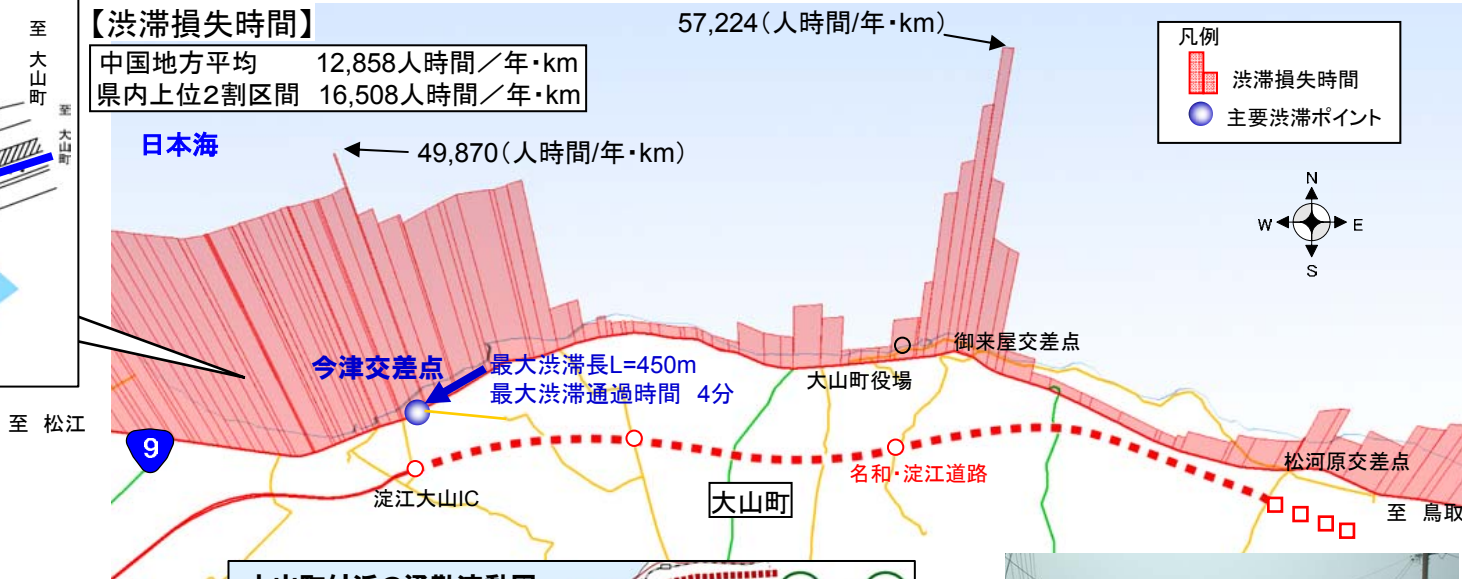 至 大山町
至 大山町
【渋滞損失時間】
中国地方平均 12,858人時間／年・km
県内上位2割区間 16,508人時間／年・km
57,224（人時間/年・km）
凡例
渋滞損失時間
主要渋滞ポイント
日本海
49,870（人時間/年・km）
N
W E
S
今津交差点
最大渋滞長L=450m
最大渋滞通過時間 4分
御来屋交差点
大山町役場
至 松江
9
松河原交差点
名和・淀江道路
淀江大山IC
大山町
至 鳥取